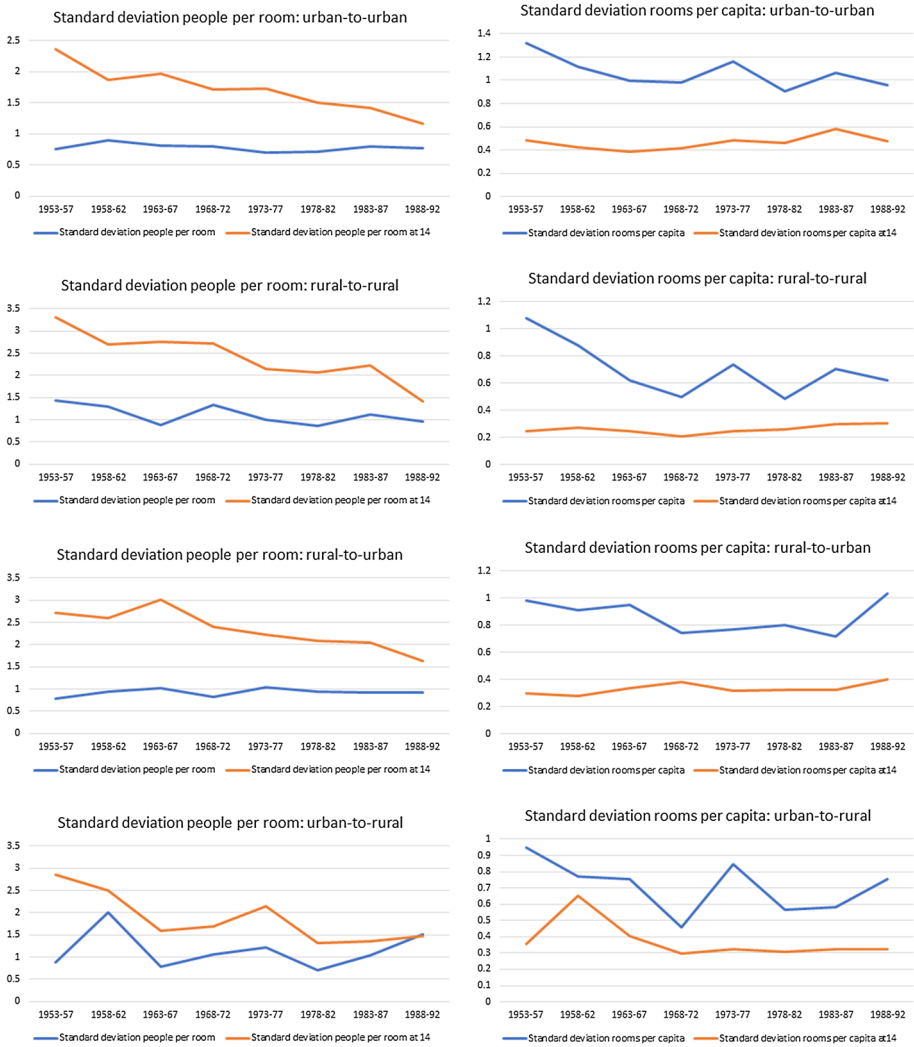 Standard deviation people per room: urban-to-urban
2.5
2
1.5
1
0.5
0
1953-57 1958-62 1963-67 1968-72 1973-77 1978-82 1983-87 1988-92
Standard deviation people per room Standard deviation people per room at 14
Standard deviation rooms per capita: urban-to-urban
1.4
1.2
1
0.8
0.6
0.4
0.2
0
1953-57 1958-62 1963-67 1968-72 1973-77 1978-82 1983-87 1988-92
Standard deviation rooms per capita Standard deviation rooms per capita at14
Standard deviation people per room: rural-to-rural
3.5
3
2.5
2
1.5
1
0.5
0
1953-57 1958-62 1963-67 1968-72 1973-77 1978-82 1983-87 1988-92
Standard deviation people per room Standard deviation people per room at 14
Standard deviation rooms per capita: rural-to-rural
1.2
1
0.8
0.6
0.4
0.2
0
1953-57 1958-62 1963-67 1968-72 1973-77 1978-82 1983-87 1988-92
Standard deviation rooms per capita Standard deviation rooms per capita at14
Standard deviation people per room: rural-to-urban
3.5
3
2.5
2
1.5
1
0.5
0
1953-57 1958-62 1963-67 1968-72 1973-77 1978-82 1983-87 1988-92
Standard deviation people per room Standard deviation people per room at 14
Standard deviation rooms per capita: rural-to-urban
1.2
1
0.8
0.6
0.4
0.2
0
1953-57 1958-62 1963-67 1968-72 1973-77 1978-82 1983-87 1988-92
Standard deviation rooms per capita Standard deviation rooms per capita at14
Standard deviation people per room: urban-to-rural
3.5
3
2.5
2
1.5
1
0.5
0
1953-57 1958-62 1963-67 1968-72 1973-77 1978-82 1983-87 1988-92
Standard deviation people per room Standard deviation people per room at 14
Standard deviation rooms per capita: urban-to-rural
1
0.9
0.8
0.7
0.6
0.5
0.4
0.3
0.2
0.1
0
1953-57 1958-62 1963-67 1968-72 1973-77 1978-82 1983-87 1988-92
Standard deviation rooms per capita Standard deviation rooms per capita at14